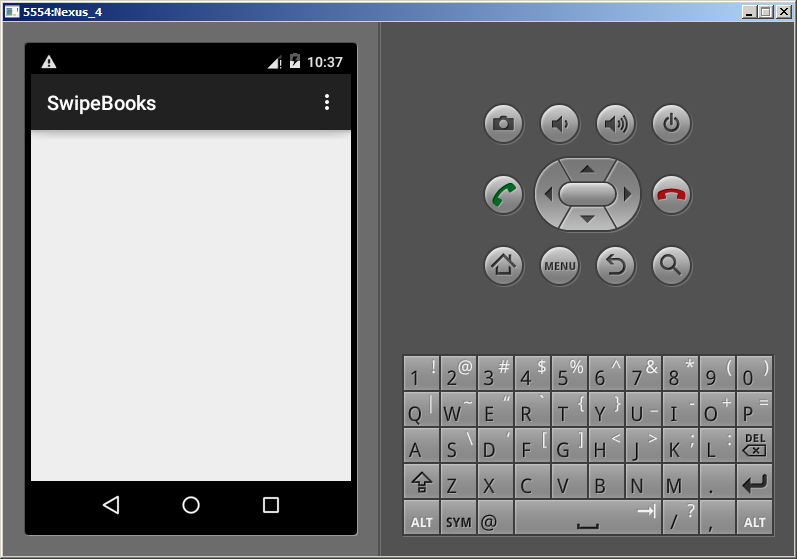 5554:Nexus_4
10:37
SwipeBooks
MENU
1 ! 2 @ 3 # 4 $ 5 % 6 ^ 7 & 8 * 9 ( 0 )
Q | W ~ E “ R ` T { Y } U _ I - O + P =
A S \ D ‘ F [ G ] H < J > K ; L : DEL
Z X C V B N M .
ALT SYM @ / ? , ALT